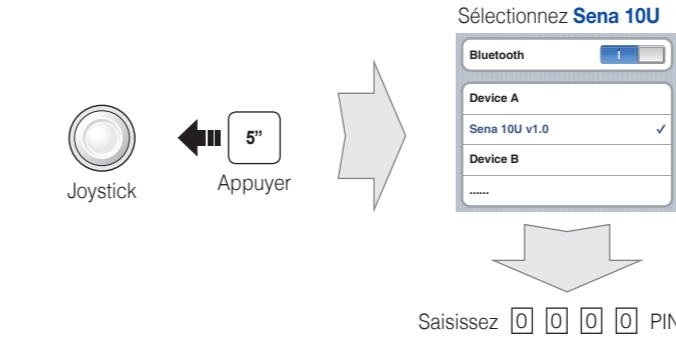 Sélectionnez Sena 10U
Bluetooth
Device A
Sena 10U v1.0 ✓
Device B
......
5”
Joystick
Appuyer
Saisissez 0 0 0 0 PIN